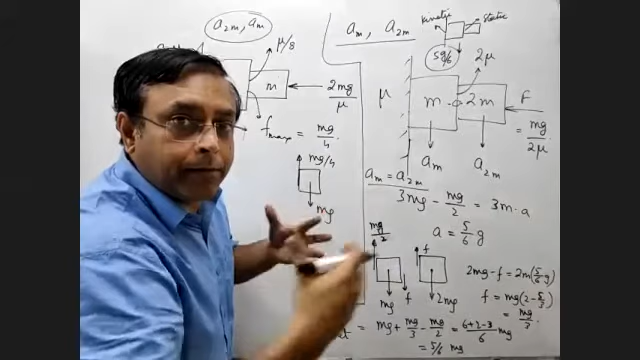 a₂ₘ, aₘ
μ/8
m
2mg/μ
f_max = mg/4
mg/4
mg
aₘ, a₂ₘ
kinetic
static
5g/6
2μ
μ
m
2m
F
= mg/2μ
aₘ
a₂ₘ
aₘ = a₂ₘ
3mg - mg/2 = 3m·a
a = 5/6 g
mg/2
f
f
mg
2mg
2mg - f = 2m(5/6 g)
f = mg(2 - 5/3)
= mg/3
= mg + mg/3 - mg/2 = (6+2-3)/6 mg
= 5/6 mg